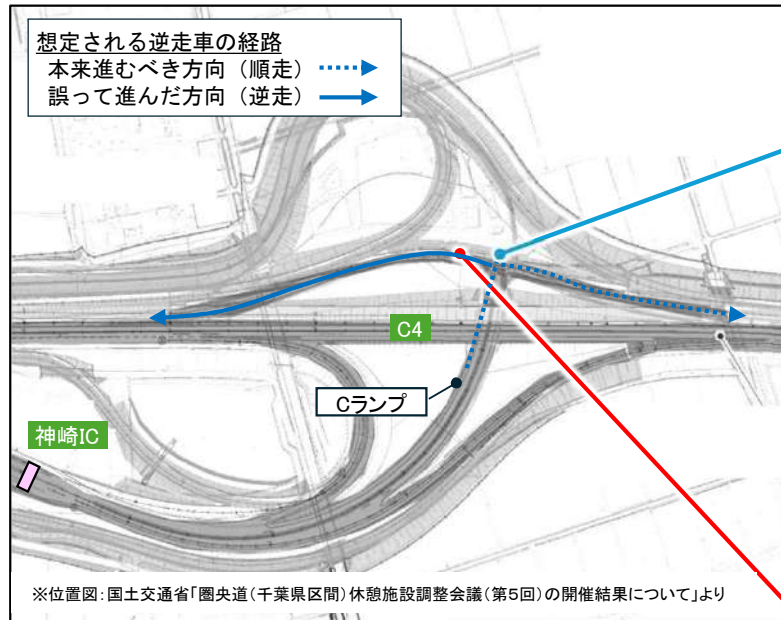 想定される逆走車の経路
本来進むべき方向（順走）
誤って進んだ方向（逆走）
C4
Cランプ
神崎IC
※位置図：国土交通省「圏央道（千葉県区間）休憩施設調整会議（第5回）の開催結果について」より